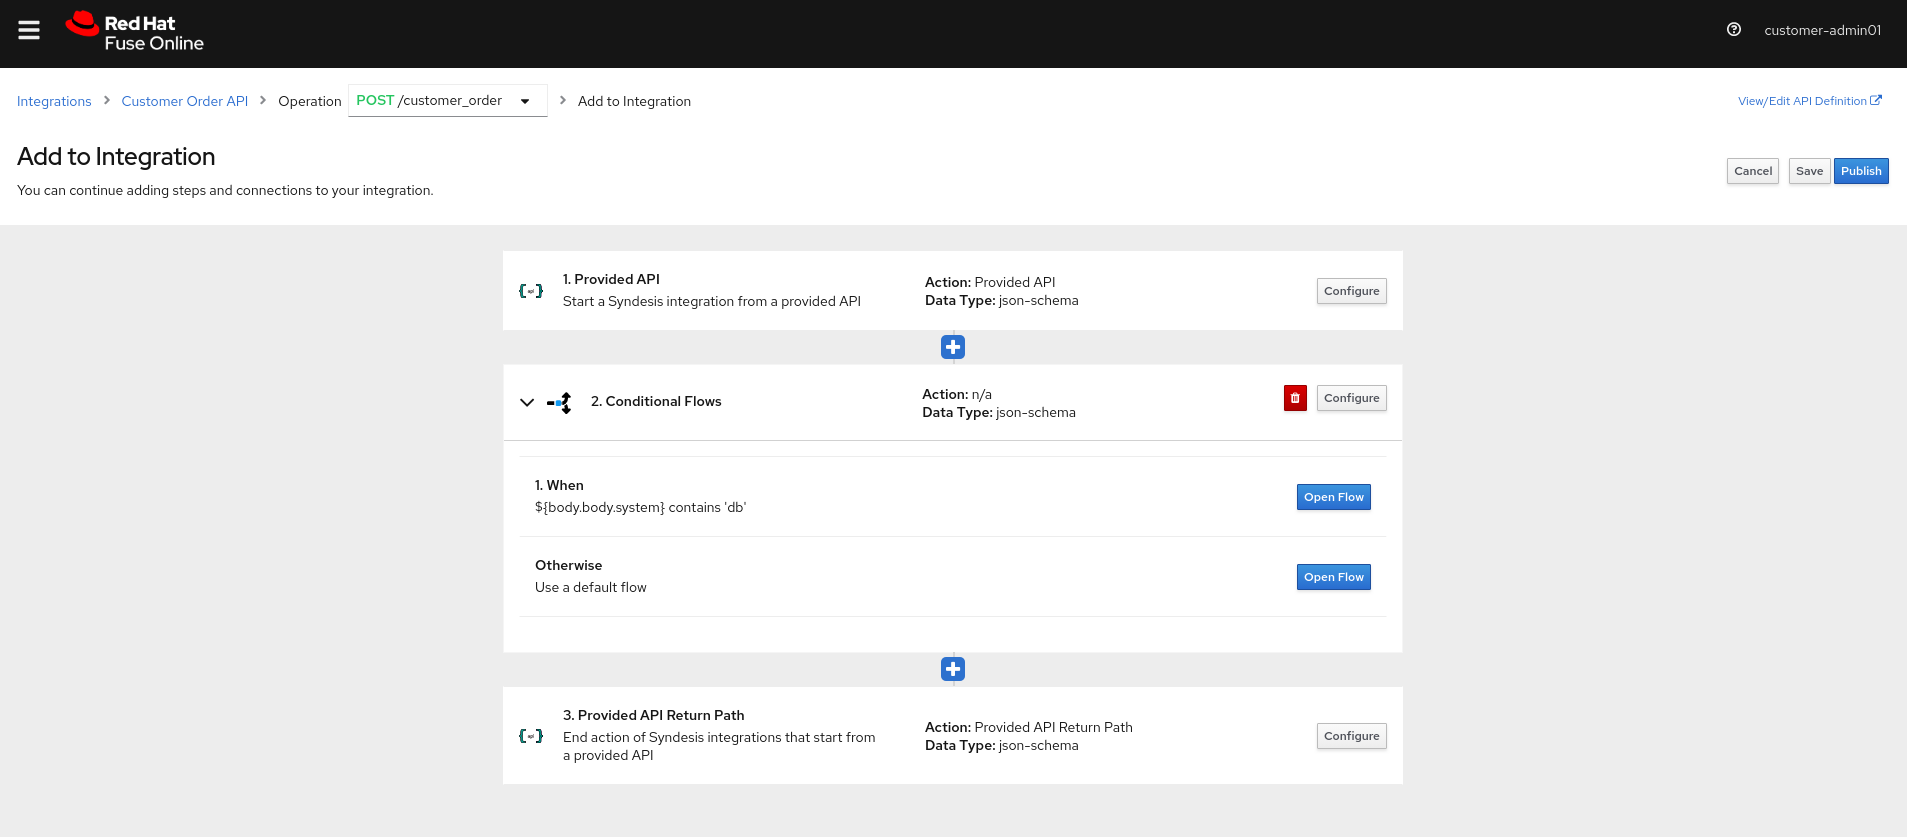 Red Hat
Fuse Online
customer-admin01
Integrations > Customer Order API > Operation POST /customer_order > Add to Integration
View/Edit API Definition
Add to Integration
You can continue adding steps and connections to your integration.
Cancel Save Publish
1. Provided API
Start a Syndesis integration from a provided API
Action: Provided API
Data Type: json-schema
Configure
2. Conditional Flows
Action: n/a
Data Type: json-schema
Configure
1. When
${body.body.system} contains 'db'
Open Flow
Otherwise
Use a default flow
Open Flow
3. Provided API Return Path
End action of Syndesis integrations that start from
a provided API
Action: Provided API Return Path
Data Type: json-schema
Configure